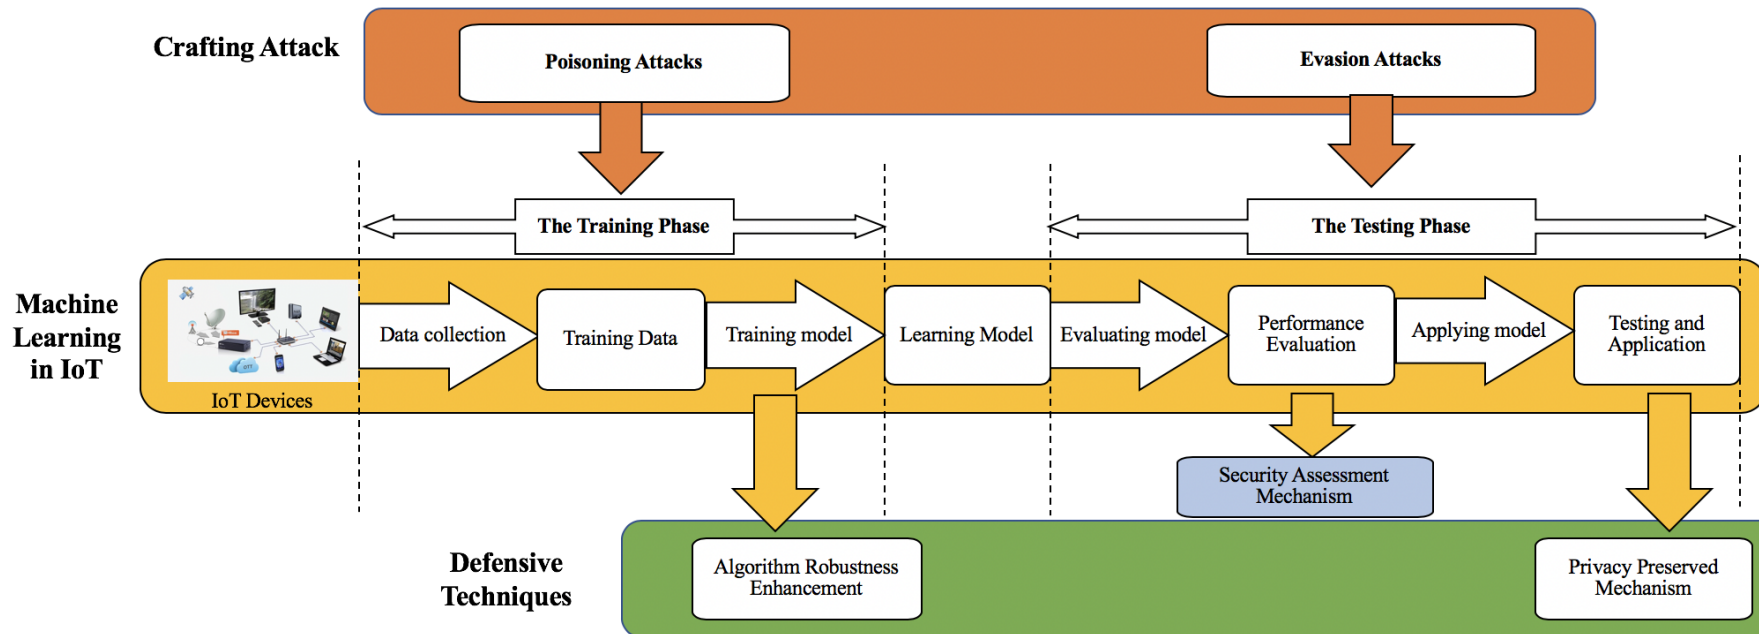 Crafting Attack
Poisoning Attacks
Evasion Attacks
The Training Phase
The Testing Phase
Machine
Learning
in IoT
IoT Devices
Data collection
Training Data
Training model
Learning Model
Evaluating model
Performance
Evaluation
Applying model
Testing and
Application
Security Assessment
Mechanism
Defensive
Techniques
Algorithm Robustness
Enhancement
Privacy Preserved
Mechanism